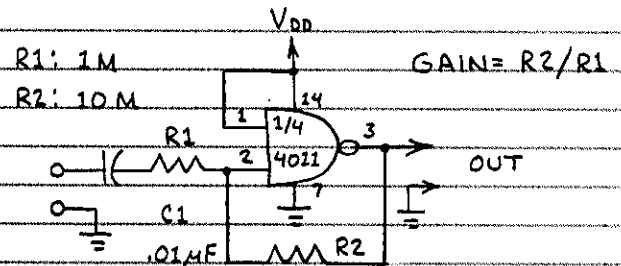 VDD
R1: 1M
GAIN= R2/R1
R2: 10 M
14
1
1/4
3
R1
2
4011
OUT
7
C1
.01µF
R2